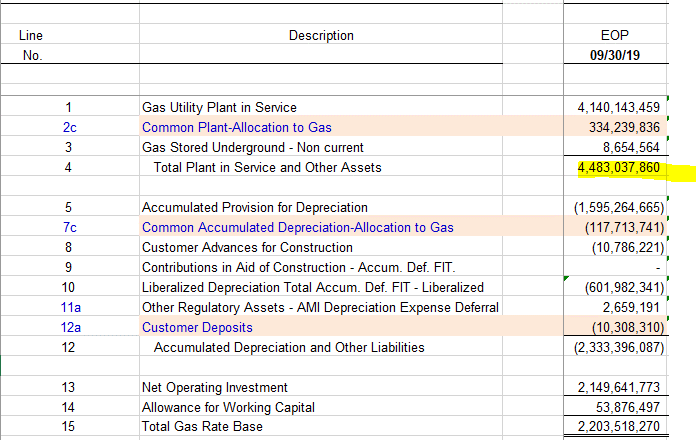 Line Description EOP
No. 09/30/19
1 Gas Utility Plant in Service 4,140,143,459
2c Common Plant-Allocation to Gas 334,239,836
3 Gas Stored Underground - Non current 8,654,564
4 Total Plant in Service and Other Assets 4,483,037,860
5 Accumulated Provision for Depreciation (1,595,264,665)
7c Common Accumulated Depreciation-Allocation to Gas (117,713,741)
8 Customer Advances for Construction (10,786,221)
9 Contributions in Aid of Construction - Accum. Def. FIT. -
10 Liberalized Depreciation Total Accum. Def. FIT - Liberalized (601,982,341)
11a Other Regulatory Assets - AMI Depreciation Expense Deferral 2,659,191
12a Customer Deposits (10,308,310)
12 Accumulated Depreciation and Other Liabilities (2,333,396,087)
13 Net Operating Investment 2,149,641,773
14 Allowance for Working Capital 53,876,497
15 Total Gas Rate Base 2,203,518,270